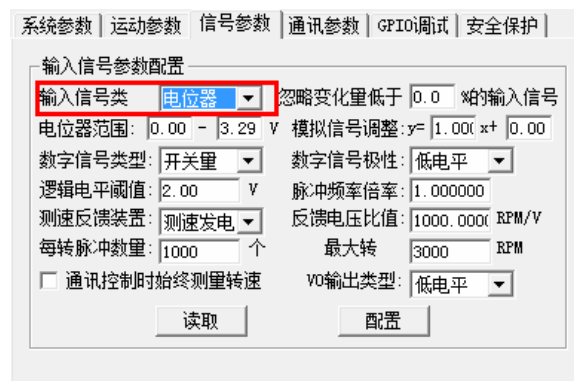 系统参数 运动参数 信号参数 通讯参数 GPIO调试 安全保护
输入信号参数配置
输入信号类 电位器 忽略变化量低于 0.0 %的输入信号
电位器范围: 0.00 - 3.29 V 模拟信号调整:y= 1.00( x+ 0.00
数字信号类型: 开关量 数字信号极性: 低电平
逻辑电平阈值: 2.00 V 脉冲频率倍率: 1.000000
测速反馈装置: 测速发电 反馈电压比值: 1000.000( RPM/V
每转脉冲数量: 1000 个 最大转 3000 RPM
通讯控制时始终测量转速 VO输出类型: 低电平
读取 配置